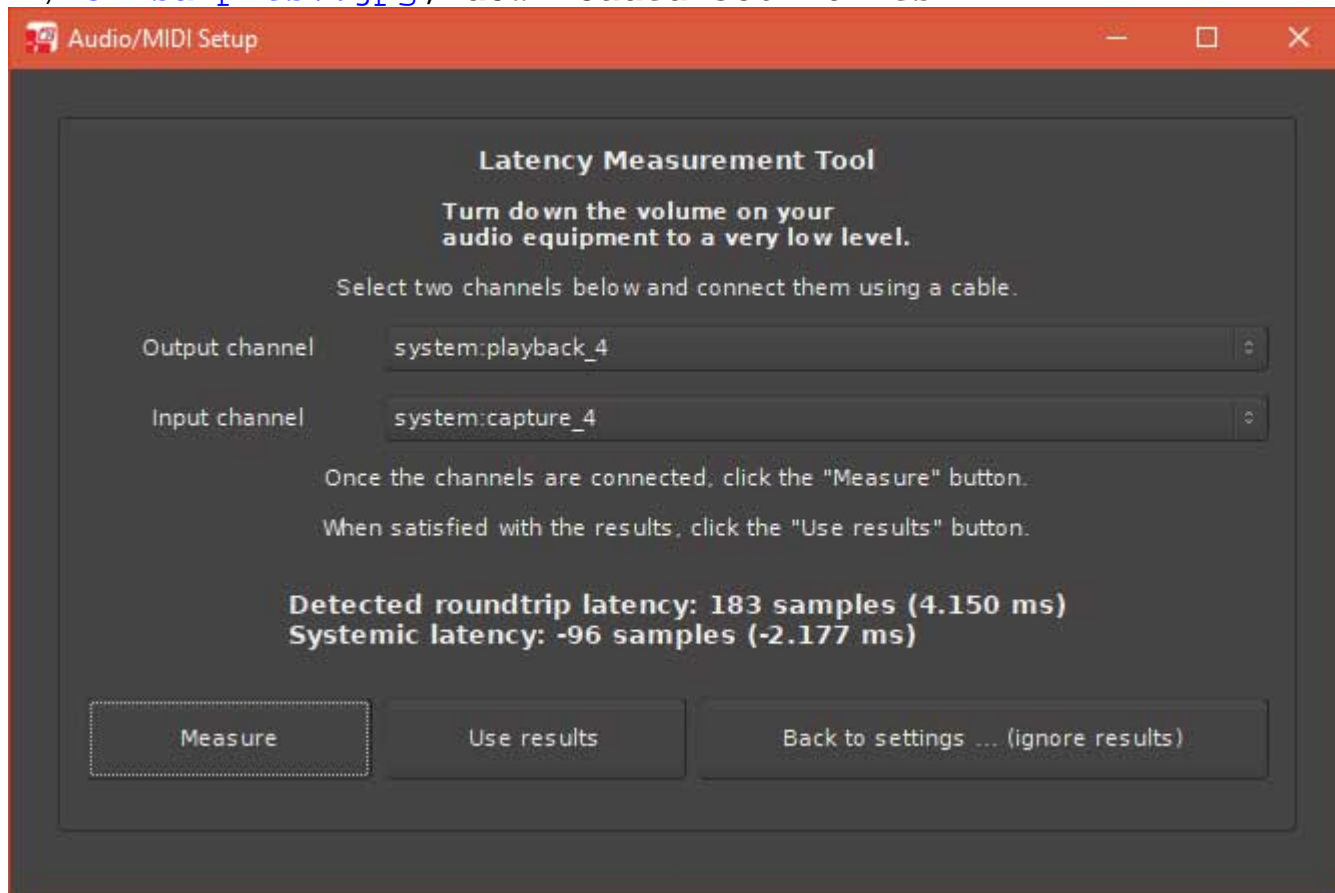 Audio/MIDI Setup
Latency Measurement Tool
Turn down the volume on your
audio equipment to a very low level.
Select two channels below and connect them using a cable.
Output channel system:playback_4
Input channel system:capture_4
Once the channels are connected, click the "Measure" button.
When satisfied with the results, click the "Use results" button.
Detected roundtrip latency: 183 samples (4.150 ms)
Systemic latency: -96 samples (-2.177 ms)
Measure Use results Back to settings ... (ignore results)